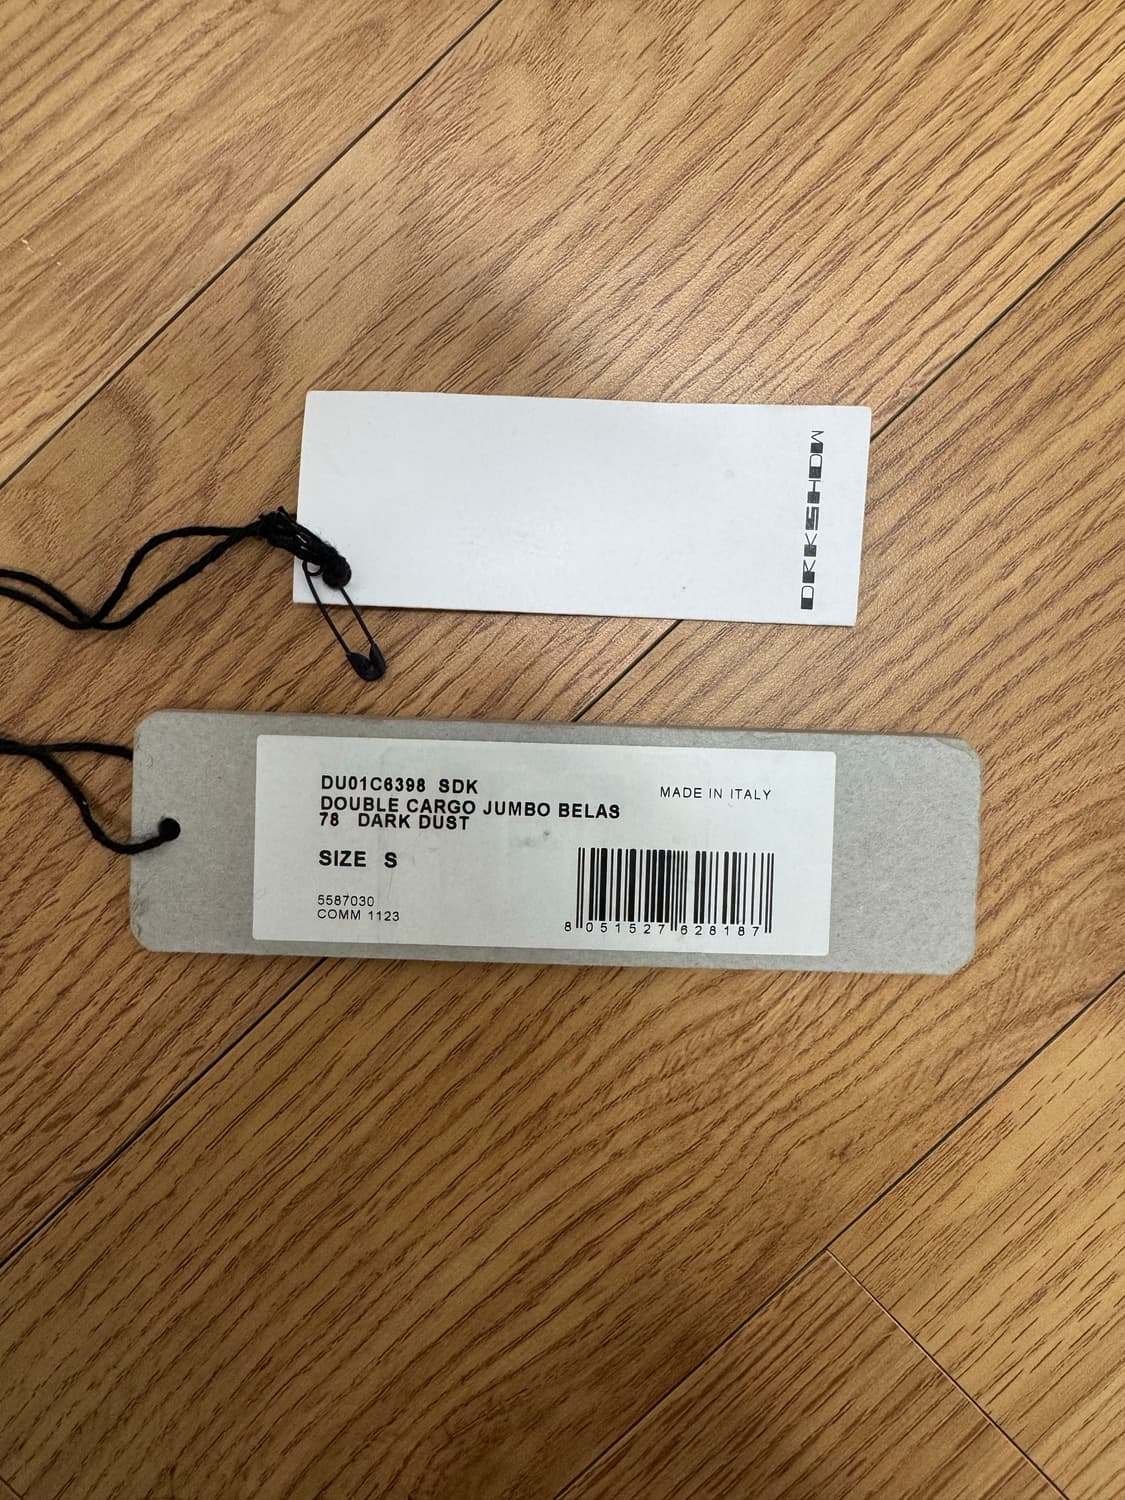 DRKSHDW
DU01C6398 SDK
DOUBLE CARGO JUMBO BELAS
78 DARK DUST
MADE IN ITALY
SIZE S
5587030
COMM 1123
8 051527 628187